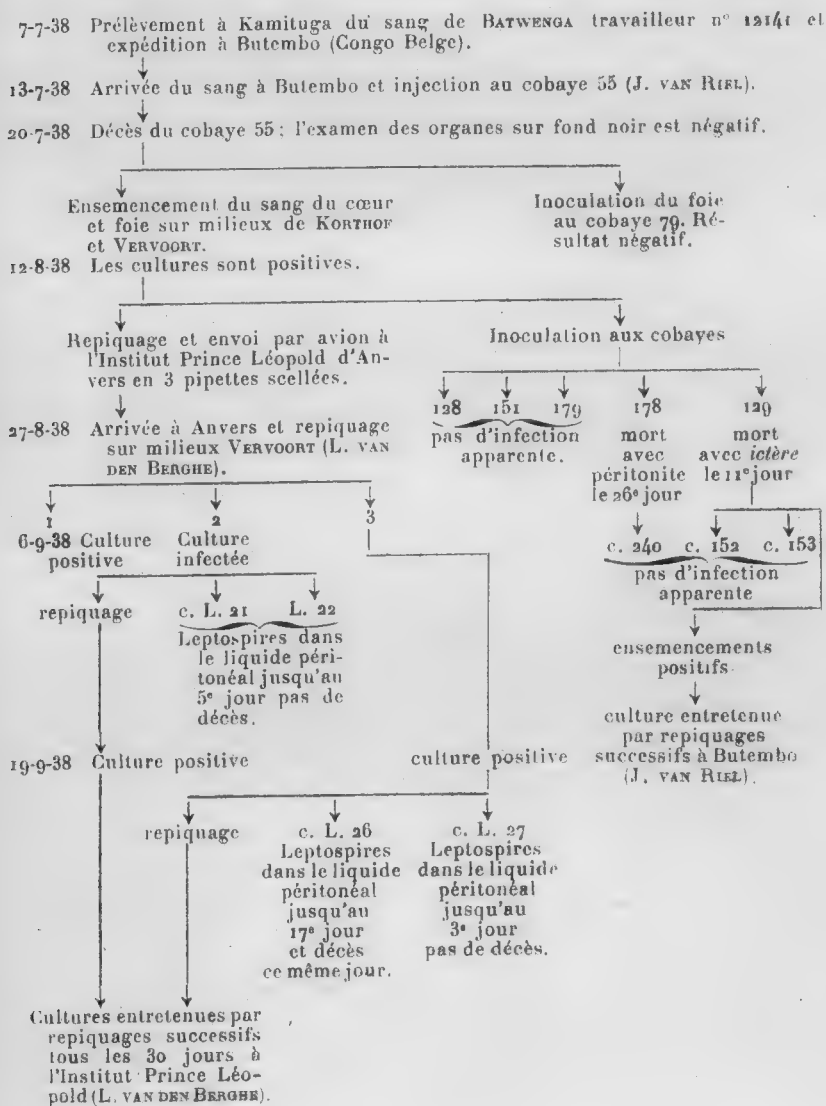 7-7-38 Prélèvement à Kamituga du sang de BATWENGA travailleur n° 12141 et
expédition à Butembo (Congo Belge).
13-7-38 Arrivée du sang à Butembo et injection au cobaye 55 (J. VAN RIEL).
20-7-38 Décès du cobaye 55 ; l'examen des organes sur fond noir est négatif.
Ensemencement du sang du cœur
et foie sur milieux de KORTHOF
et VERVOORT.
Inoculation du foie
au cobaye 79. Ré-
sultat négatif.
12-8-38 Les cultures sont positives.
Repiquage et envoi par avion à
l'Institut Prince Léopold d'An-
vers en 3 pipettes scellées.
Inoculation aux cobayes
128 151 179
pas d'infection
apparente.
178
mort
avec
péritonite
le 26e jour
129
mort
avec ictère
le 11e jour
27-8-38 Arrivée à Anvers et repiquage
sur milieu VERVOORT (L. VAN
DEN BERGHE).
1 2 3
6-9-38 Culture
positive
Culture
infectée
c. 240 c. 152 c. 153
pas d'infection
apparente
repiquage
c. L. 21 L. 22
Leptospires dans
le liquide péri-
tonéal jusqu'au
5e jour pas de
décès.
ensemencements
positifs
culture entretenue
par repiquages
successifs à Butembo
(J. VAN RIEL).
19-9-38 Culture positive
culture positive
repiquage
c. L. 26
Leptospires
dans le liquide
péritonéal
jusqu'au
17e jour
et décès
ce même jour.
c. L. 27
Leptospires
dans le liquide
péritonéal
jusqu'au
3e jour
pas de décès.
Cultures entretenues par
repiquages successifs
tous les 30 jours à
l'Institut Prince Léo-
pold (L. VAN DEN BERGHE).